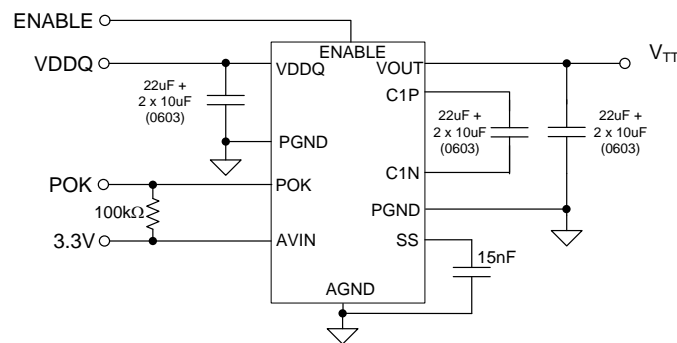 ENABLE
ENABLE
VDDQ
VDDQ
VOUT
V_TT
22uF +
2 x 10uF
(0603)
C1P
22uF +
2 x 10uF
(0603)
22uF +
2 x 10uF
(0603)
PGND
C1N
POK
POK
PGND
100kΩ
3.3V
AVIN
SS
15nF
AGND